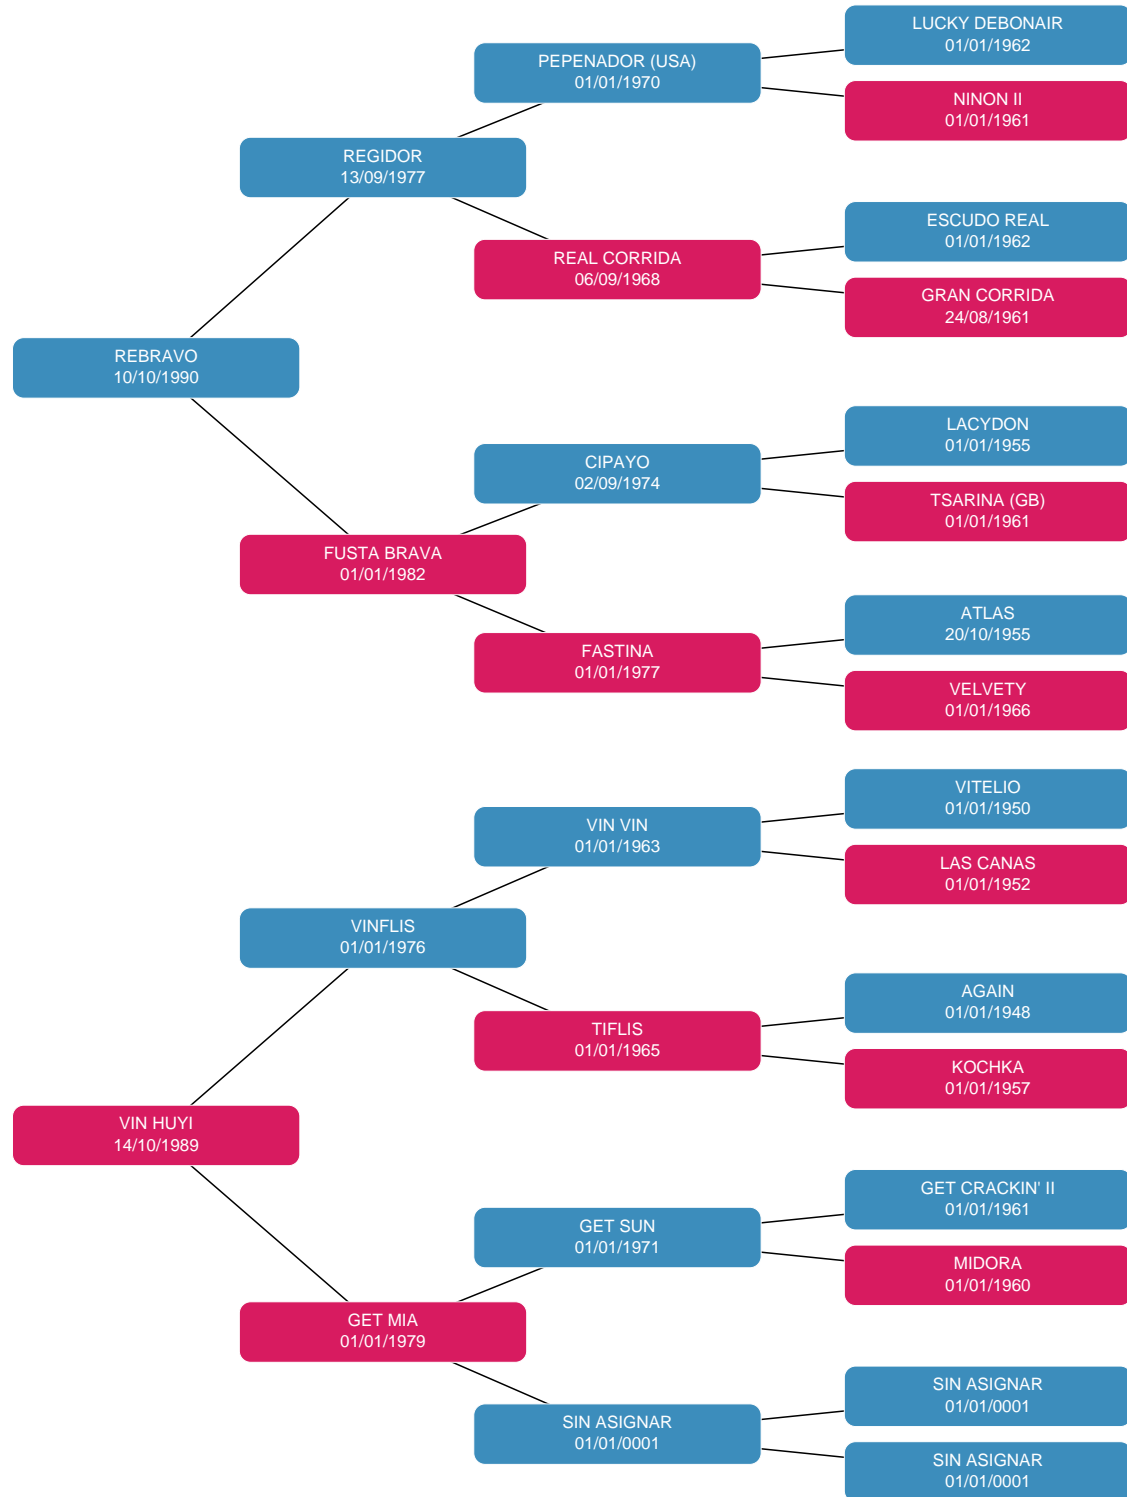 LUCKY DEBONAIR
01/01/1962
PEPENADOR (USA)
01/01/1970
NINON II
01/01/1961
REGIDOR
13/09/1977
ESCUDO REAL
01/01/1962
REAL CORRIDA
06/09/1968
GRAN CORRIDA
24/08/1961
REBRAVO
10/10/1990
LACYDON
01/01/1955
CIPAYO
02/09/1974
TSARINA (GB)
01/01/1961
FUSTA BRAVA
01/01/1982
ATLAS
20/10/1955
FASTINA
01/01/1977
VELVETY
01/01/1966
VITELIO
01/01/1950
VIN VIN
01/01/1963
LAS CANAS
01/01/1952
VINFLIS
01/01/1976
AGAIN
01/01/1948
TIFLIS
01/01/1965
KOCHKA
01/01/1957
VIN HUYI
14/10/1989
GET CRACKIN' II
01/01/1961
GET SUN
01/01/1971
MIDORA
01/01/1960
GET MIA
01/01/1979
SIN ASIGNAR
01/01/0001
SIN ASIGNAR
01/01/0001
SIN ASIGNAR
01/01/0001